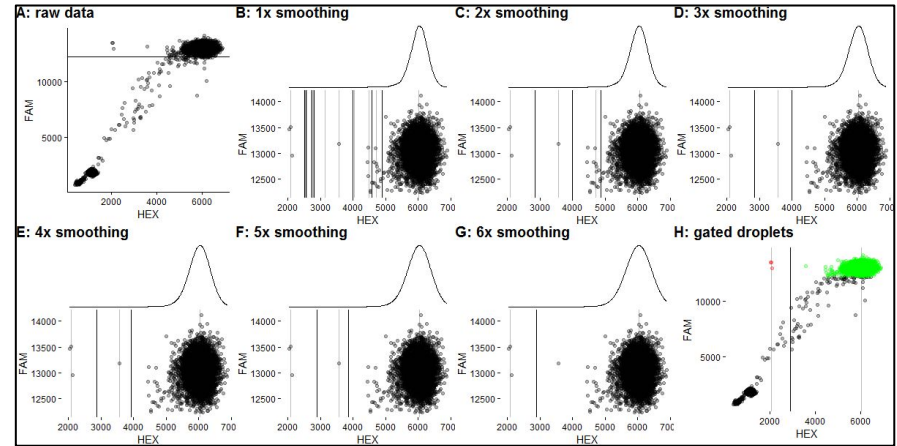 A: raw data
10000
5000
FAM
2000
4000
6000
HEX
B: 1x smoothing
14000
13500
13000
12500
FAM
2000 3000 4000 5000 6000 700
HEX
C: 2x smoothing
14000
13500
13000
12500
FAM
2000 3000 4000 5000 6000 700
HEX
D: 3x smoothing
14000
13500
13000
12500
FAM
2000 3000 4000 5000 6000 700
HEX
E: 4x smoothing
14000
13500
13000
12500
FAM
2000 3000 4000 5000 6000 700
HEX
F: 5x smoothing
14000
13500
13000
12500
FAM
2000 3000 4000 5000 6000 700
HEX
G: 6x smoothing
14000
13500
13000
12500
FAM
2000 3000 4000 5000 6000 700
HEX
H: gated droplets
10000
5000
FAM
2000 4000 6000
HEX